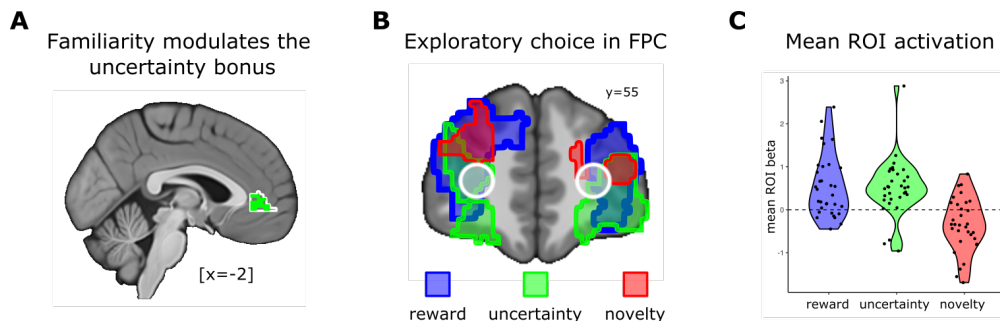 A
Familiarity modulates the
uncertainty bonus
[x=-2]
B
Exploratory choice in FPC
y=55
reward uncertainty novelty
C
Mean ROI activation
mean ROI beta
3
2
1
0
-1
reward uncertainty novelty